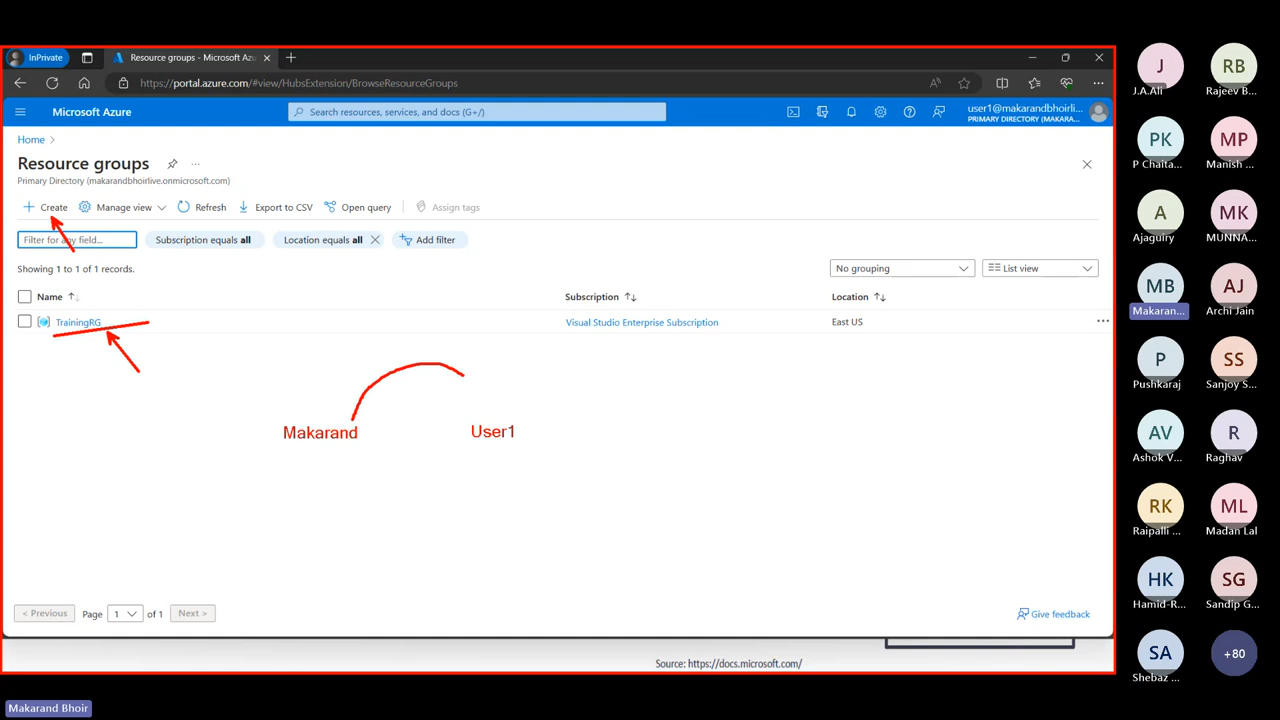 InPrivate
Resource groups - Microsoft Azu
https://portal.azure.com/#view/HubsExtension/BrowseResourceGroups
Microsoft Azure
Search resources, services, and docs (G+/)
user1@makarandbhoirli...
PRIMARY DIRECTORY (MAKARA...
Home
Resource groups
Primary Directory (makarandbhoirlive.onmicrosoft.com)
Create
Manage view
Refresh
Export to CSV
Open query
Assign tags
Filter for any field...
Subscription equals all
Location equals all
Add filter
Showing 1 to 1 of 1 records.
No grouping
List view
Name
Subscription
Location
TrainingRG
Visual Studio Enterprise Subscription
East US
Makarand
User1
< Previous
Page
1
of 1
Next >
Give feedback
Source: https://docs.microsoft.com/
Makarand Bhoir
J
J.A.Ali
RB
Rajeev B...
PK
P Chaita...
MP
Manish ...
A
Ajagulry
MK
MUNNA...
MB
Makaran...
AJ
Archi Jain
P
Pushkaraj
SS
Sanjoy S...
AV
Ashok V...
R
Raghav
RK
Raipalli ...
ML
Madan Lal
HK
Hamid-R...
SG
Sandip G...
SA
Shebaz ...
+80